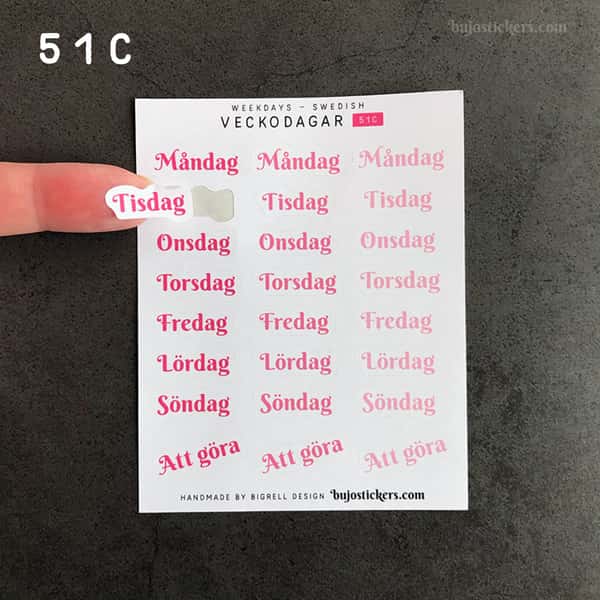 bujostickers.com
51C
WEEKDAYS – SWEDISH
VECKODAGAR 51C
Måndag Måndag Måndag
Tisdag Tisdag Tisdag
Onsdag Onsdag Onsdag
Torsdag Torsdag Torsdag
Fredag Fredag Fredag
Lördag Lördag Lördag
Söndag Söndag Söndag
Att göra Att göra Att göra
HANDMADE BY BIGRELL DESIGN bujostickers.com